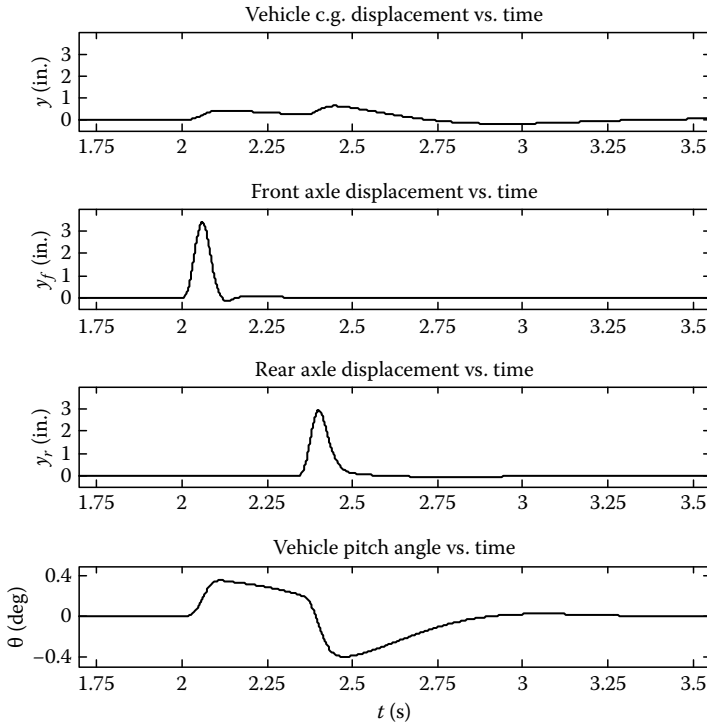 Vehicle c.g. displacement vs. time
y (in.)
3
2
1
0
1.75 2 2.25 2.5 2.75 3 3.25 3.5
Front axle displacement vs. time
y_f (in.)
3
2
1
0
1.75 2 2.25 2.5 2.75 3 3.25 3.5
Rear axle displacement vs. time
y_r (in.)
3
2
1
0
1.75 2 2.25 2.5 2.75 3 3.25 3.5
Vehicle pitch angle vs. time
θ (deg)
0.4
0
−0.4
1.75 2 2.25 2.5 2.75 3 3.25 3.5
t (s)